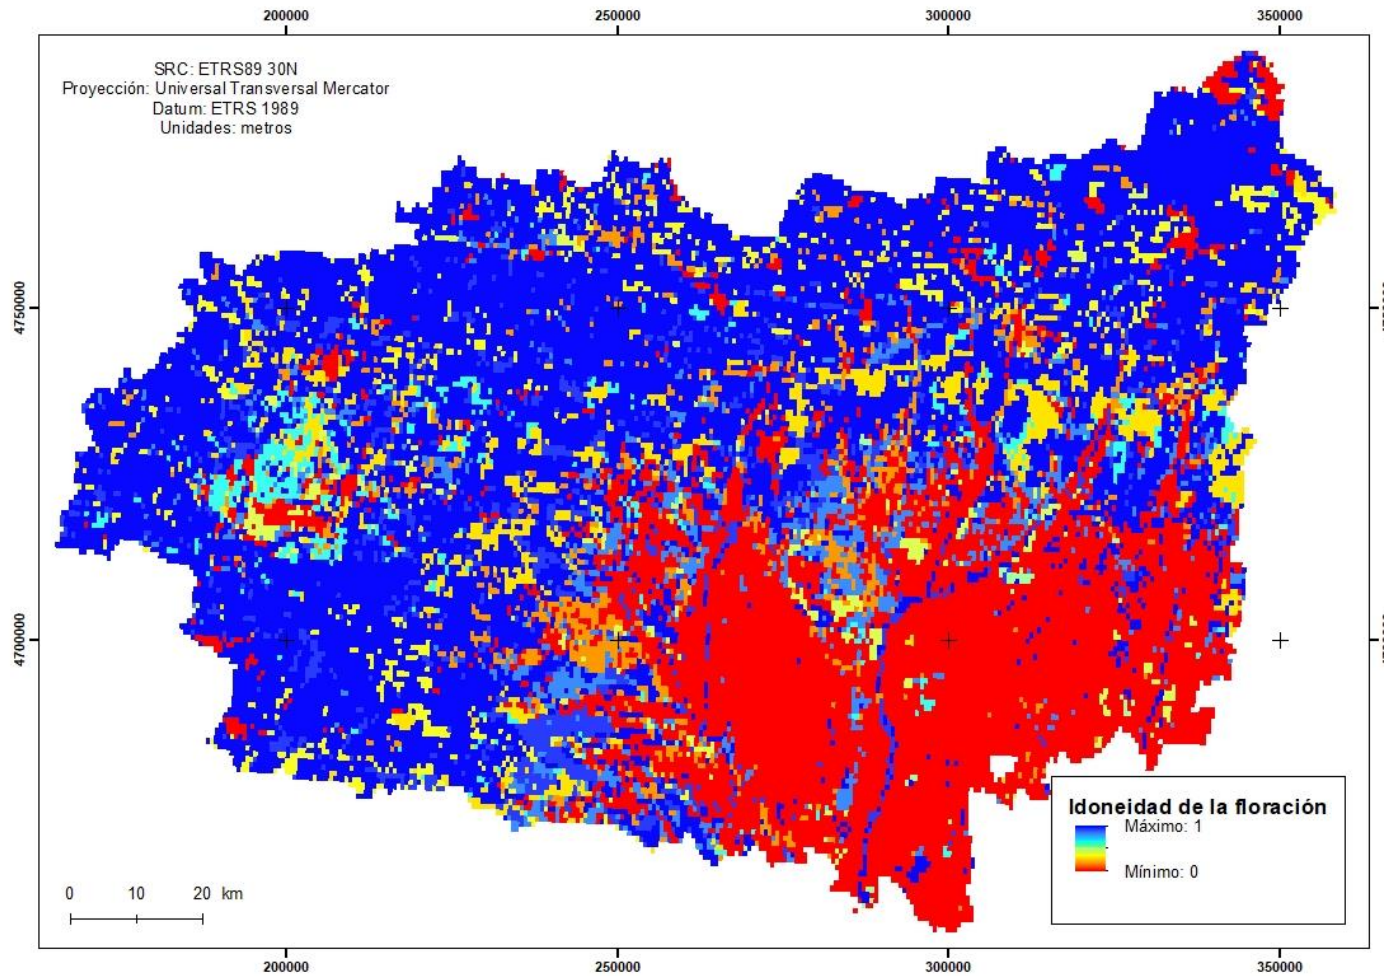 200000 250000 300000 350000
SRC: ETRS89 30N
Proyección: Universal Transversal Mercator
Datum: ETRS 1989
Unidades: metros
4750000
4700000
Idoneidad de la floración
Máximo: 1
Mínimo: 0
0 10 20 km
200000 250000 300000 350000